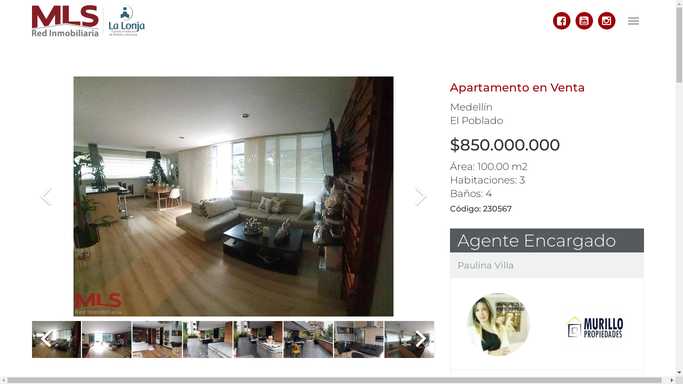 MLS
Red Inmobiliaria
La Lonja
Apartamento en Venta
Medellín
El Poblado
$850.000.000
Área: 100.00 m2
Habitaciones: 3
Baños: 4
Código: 230567
Agente Encargado
Paulina Villa
MLS
Red Inmobiliaria
MURILLO
PROPIEDADES